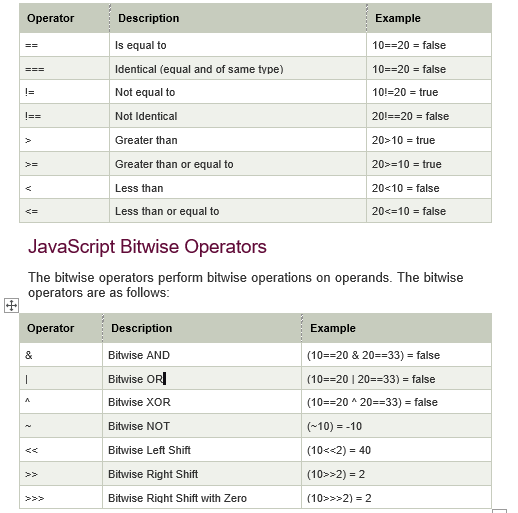 Operator Description Example
== Is equal to 10==20 = false
=== Identical (equal and of same type) 10==20 = false
!= Not equal to 10!=20 = true
!== Not Identical 20!==20 = false
> Greater than 20>10 = true
>= Greater than or equal to 20>=10 = true
< Less than 20<10 = false
<= Less than or equal to 20<=10 = false
JavaScript Bitwise Operators
The bitwise operators perform bitwise operations on operands. The bitwise
operators are as follows:
Operator Description Example
& Bitwise AND (10==20 & 20==33) = false
| Bitwise OR (10==20 | 20==33) = false
^ Bitwise XOR (10==20 ^ 20==33) = false
~ Bitwise NOT (~10) = -10
<< Bitwise Left Shift (10<<2) = 40
>> Bitwise Right Shift (10>>2) = 2
>>> Bitwise Right Shift with Zero (10>>>2) = 2